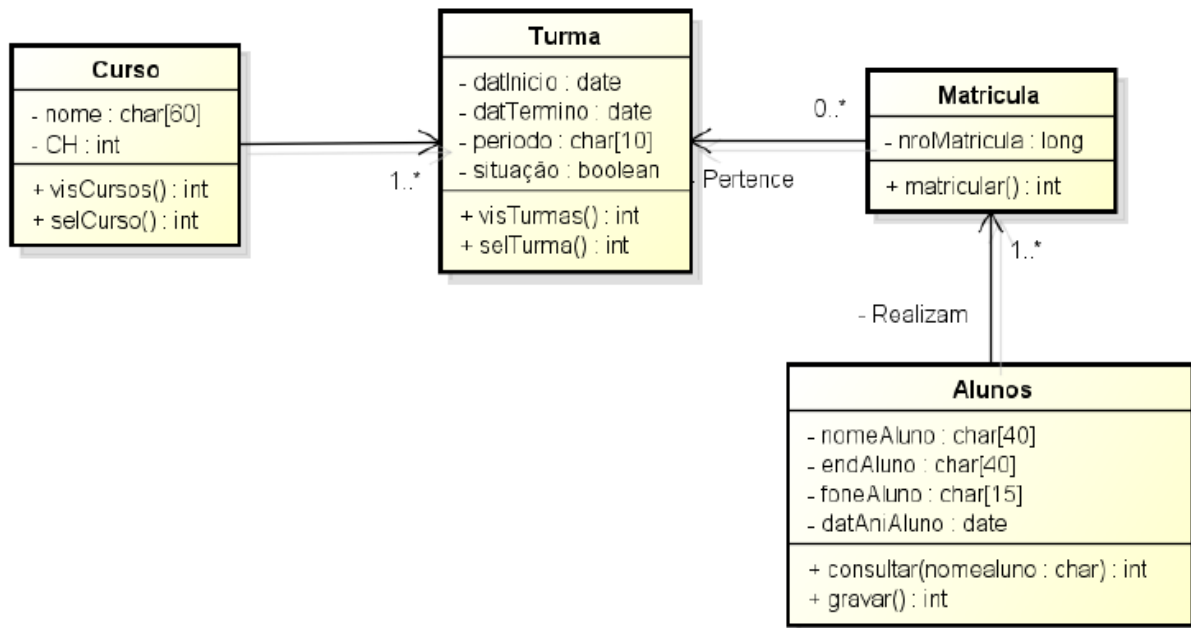 Curso
- nome : char[60]
- CH : int
+ visCursos() : int
+ selCurso() : int
1..*
Turma
- datInicio : date
- datTermino : date
- periodo : char[10]
- situação : boolean
+ visTurmas() : int
+ selTurma() : int
0..*
- Pertence
Matricula
- nroMatricula : long
+ matricular() : int
1..*
- Realizam
Alunos
- nomeAluno : char[40]
- endAluno : char[40]
- foneAluno : char[15]
- datAniAluno : date
+ consultar(nomealuno : char) : int
+ gravar() : int